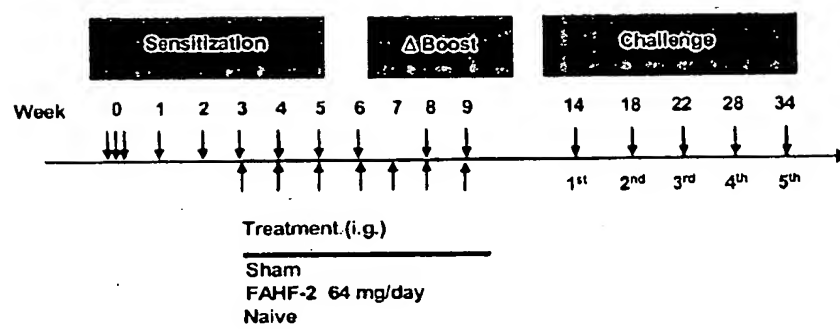 Sensitization Δ Boost Challenge
Week 0 1 2 3 4 5 6 7 8 9 14 18 22 28 34
1st 2nd 3rd 4th 5th
Treatment.(i.g.)
Sham
FAHF-2 64 mg/day
Naive